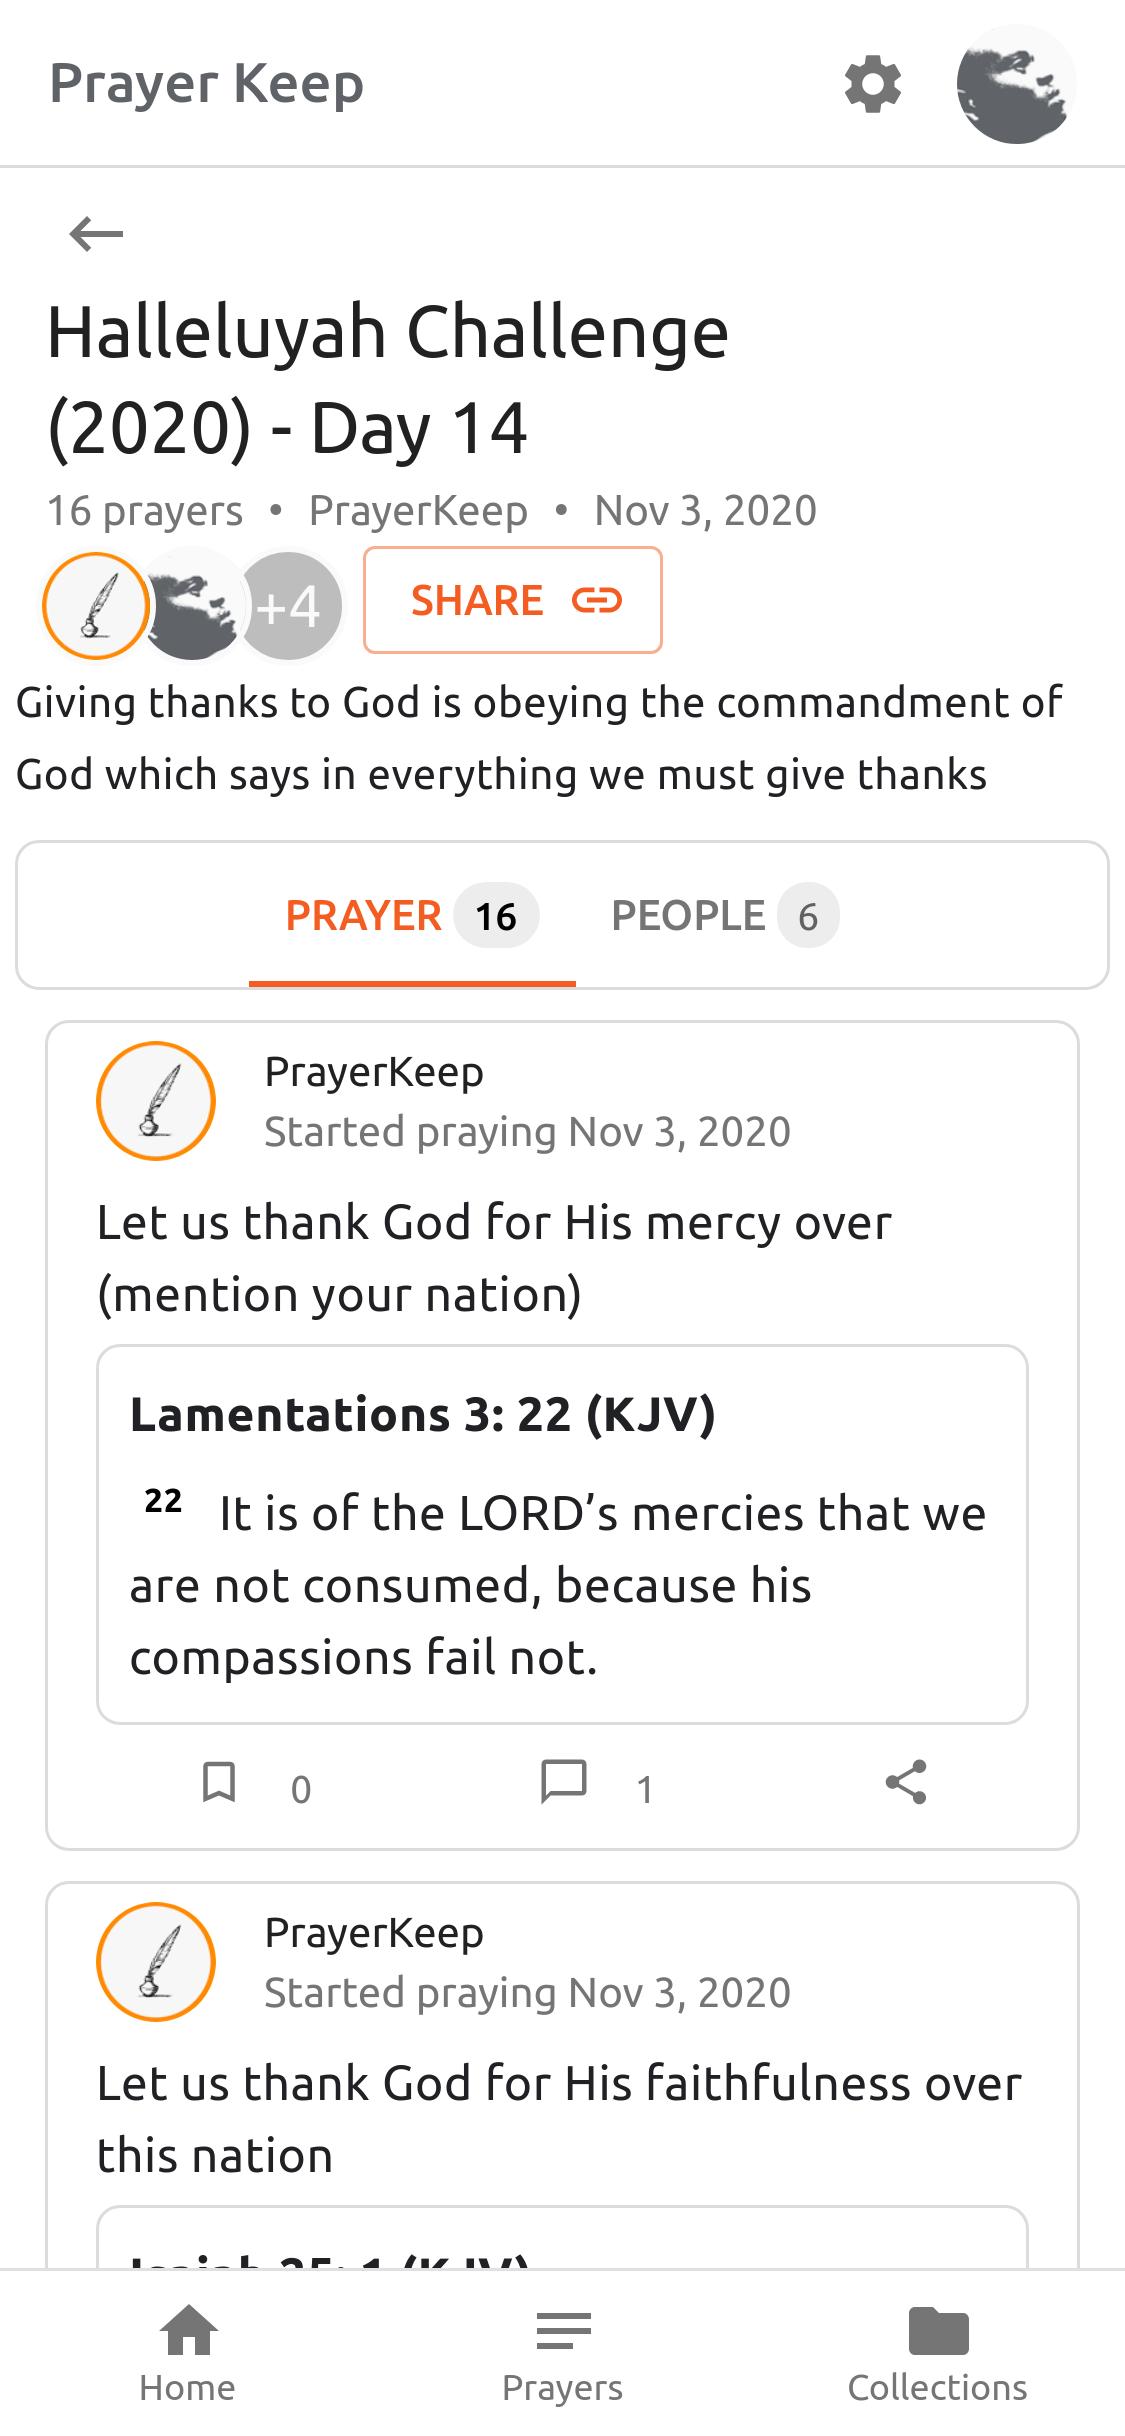 Prayer Keep
Halleluyah Challenge
(2020) - Day 14
16 prayers • PrayerKeep • Nov 3, 2020
+4 SHARE
Giving thanks to God is obeying the commandment of
God which says in everything we must give thanks
PRAYER 16 PEOPLE 6
PrayerKeep
Started praying Nov 3, 2020
Let us thank God for His mercy over
(mention your nation)
Lamentations 3: 22 (KJV)
22 It is of the LORD’s mercies that we
are not consumed, because his
compassions fail not.
0 1
PrayerKeep
Started praying Nov 3, 2020
Let us thank God for His faithfulness over
this nation
Isaiah 25: 1 (KJV)
Home Prayers Collections